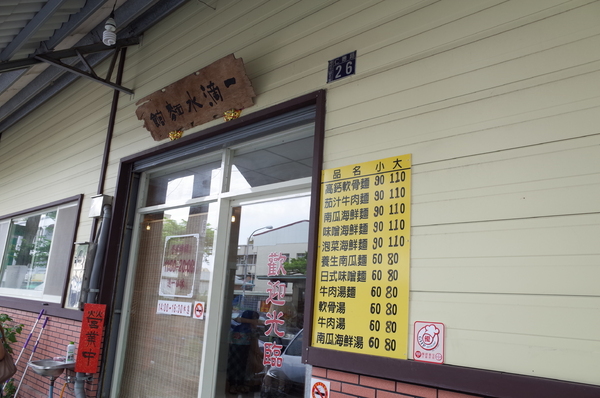 一滴水麵館
26
品名 小 大
高鈣軟骨麵 90 110
茄汁牛肉麵 90 110
南瓜海鮮麵 90 110
味噌海鮮麵 90 110
泡菜海鮮麵 90 110
養生南瓜麵 60 80
日式味噌麵 60 80
牛肉湯麵 60 80
軟骨湯 60 80
牛肉湯 60 80
南瓜海鮮湯 60 80
歡迎光臨
營業中